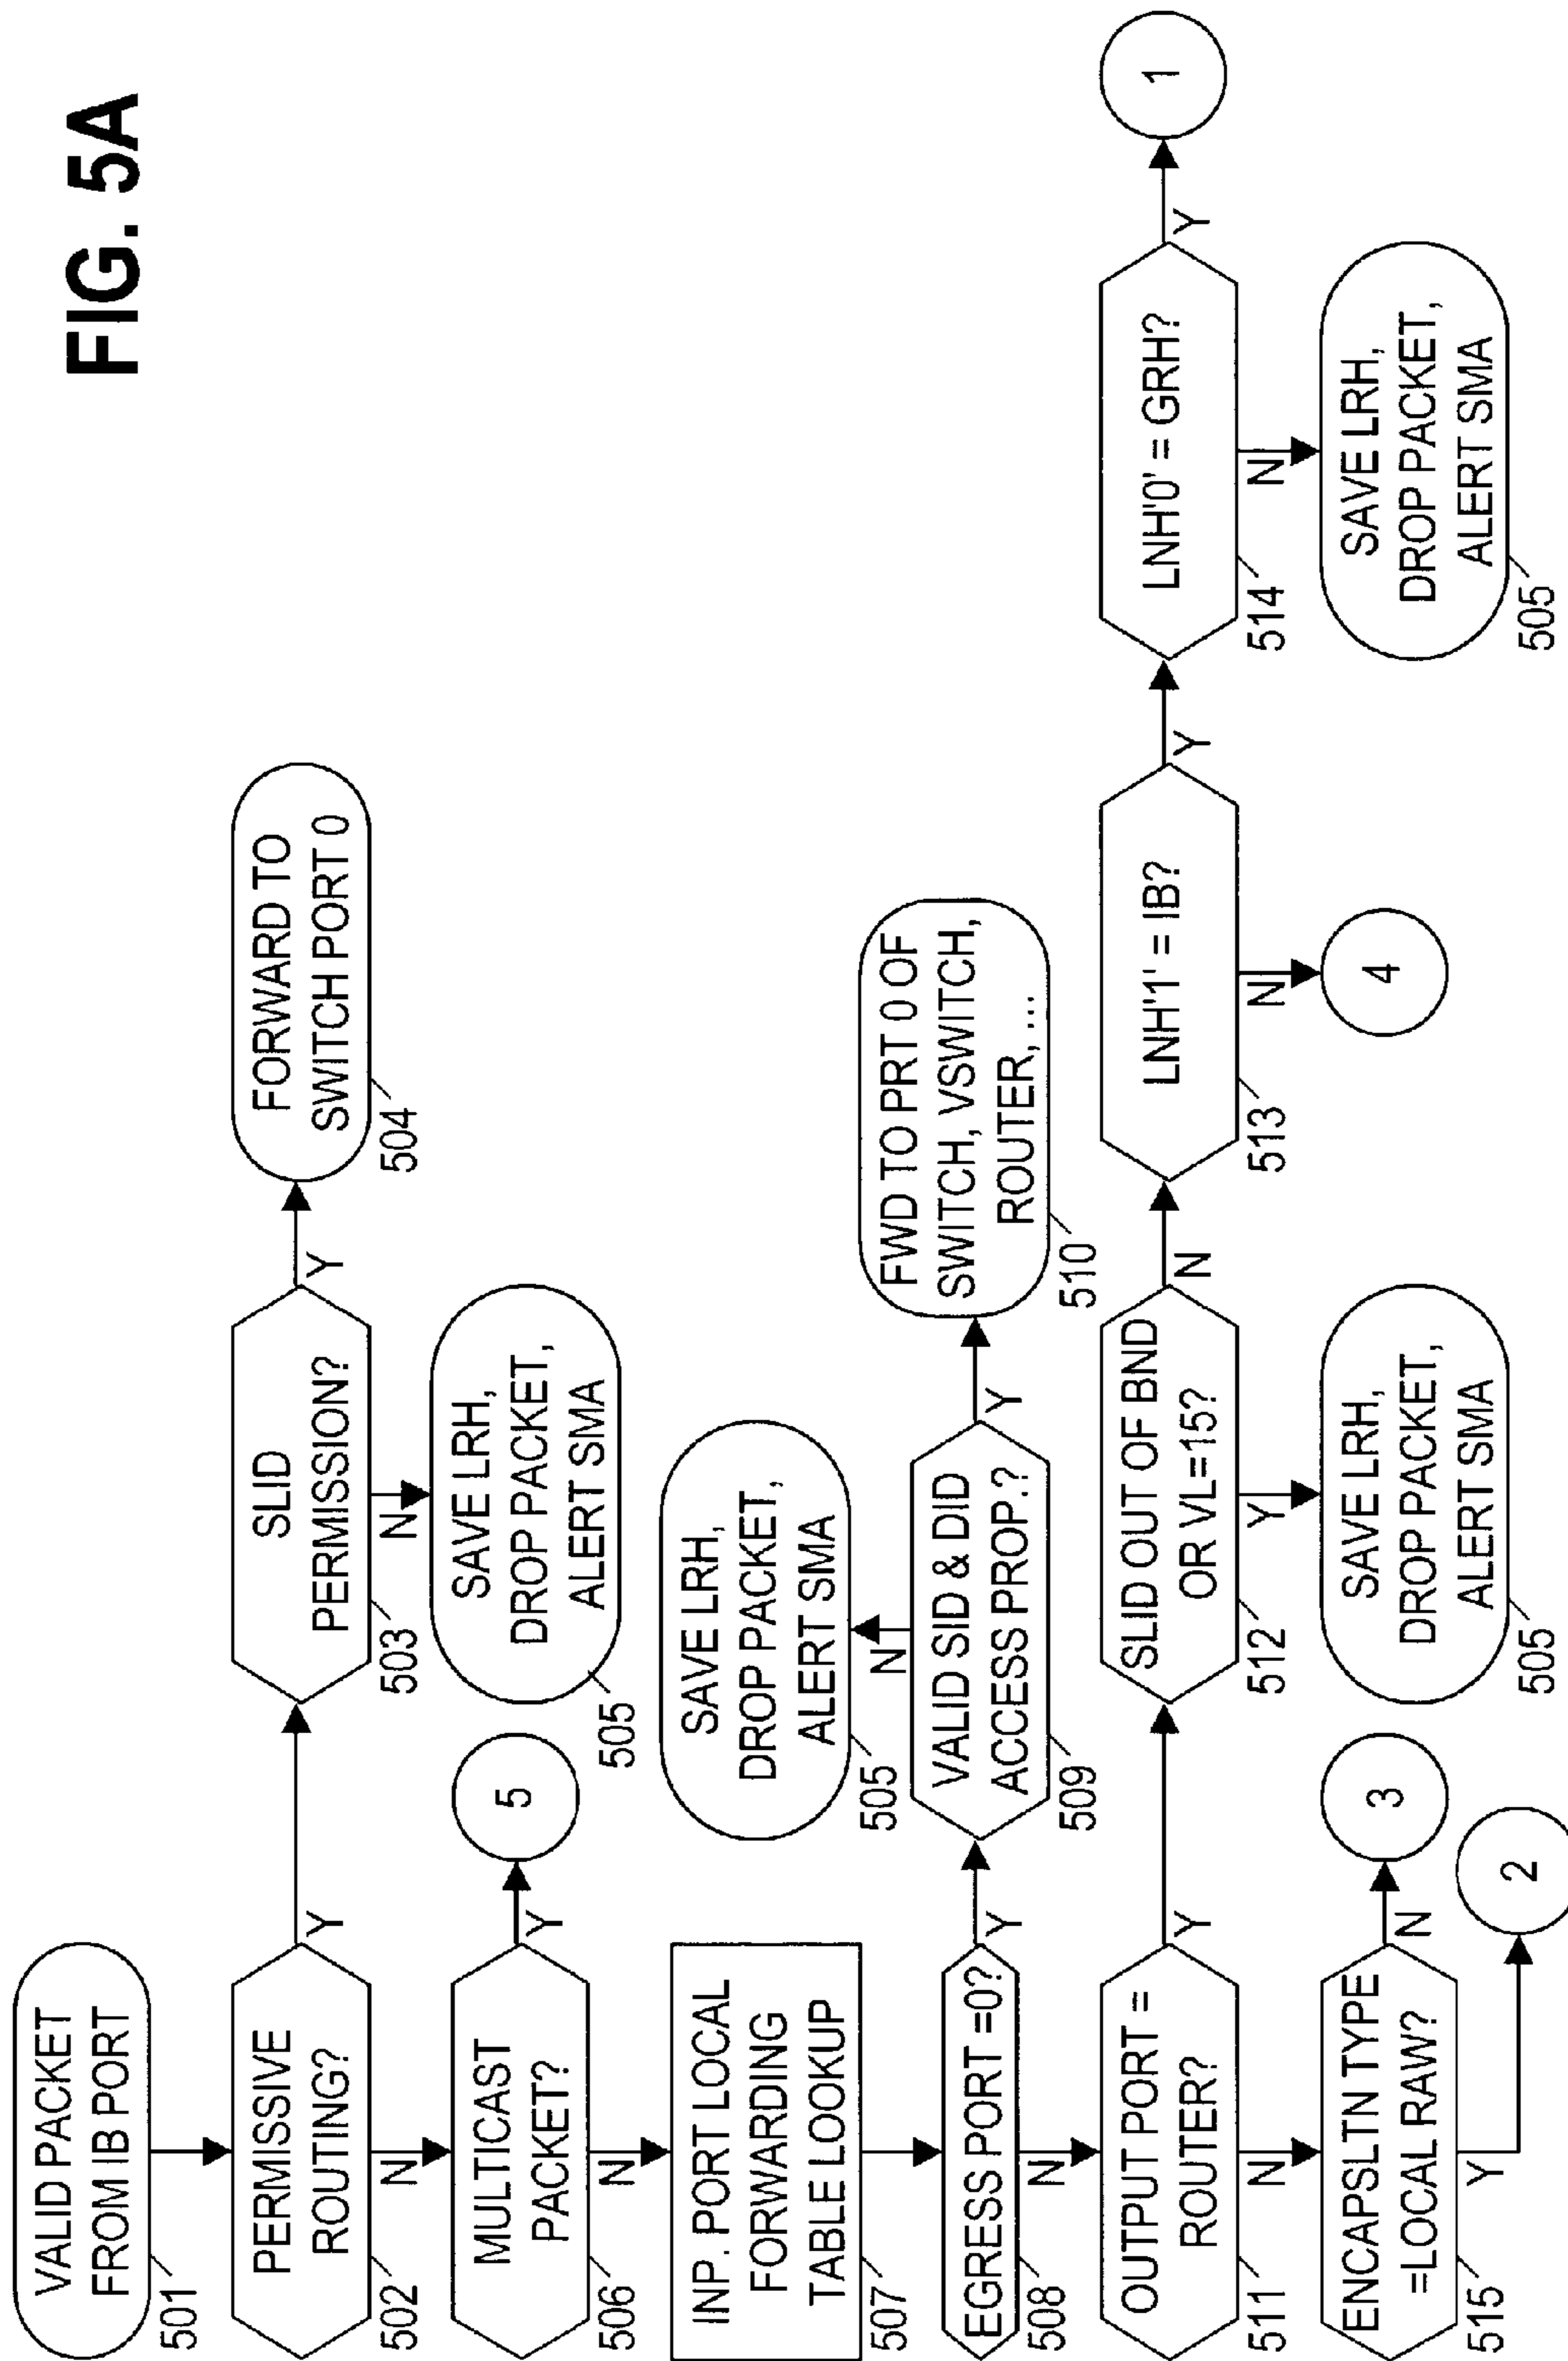 FIG. 5A
VALID PACKET
FROM IB PORT
501
PERMISSIVE
ROUTING?
502
Y
N
SLID
PERMISSION?
503
Y
N
FORWARD TO
SWITCH PORT 0
504
SAVE LRH,
DROP PACKET,
ALERT SMA
505
MULTICAST
PACKET?
506
Y
N
5
INP. PORT LOCAL
FORWARDING
TABLE LOOKUP
507
SAVE LRH,
DROP PACKET,
ALERT SMA
505
EGRESS PORT =0?
508
Y
N
N
VALID SID & DID
ACCESS PROP.?
509
Y
FWD TO PRT 0 OF
SWITCH, VSWITCH,
ROUTER, ...
510
OUTPUT PORT =
ROUTER?
511
Y
N
SLID OUT OF BND
OR VL=15?
512
N
Y
LNH'1' = IB?
513
Y
N
LNH'0' = GRH?
514
Y
N
1
ENCAPSLTN TYPE
=LOCAL RAW?
515
N
Y
3
2
SAVE LRH,
DROP PACKET,
ALERT SMA
505
4
SAVE LRH,
DROP PACKET,
ALERT SMA
505